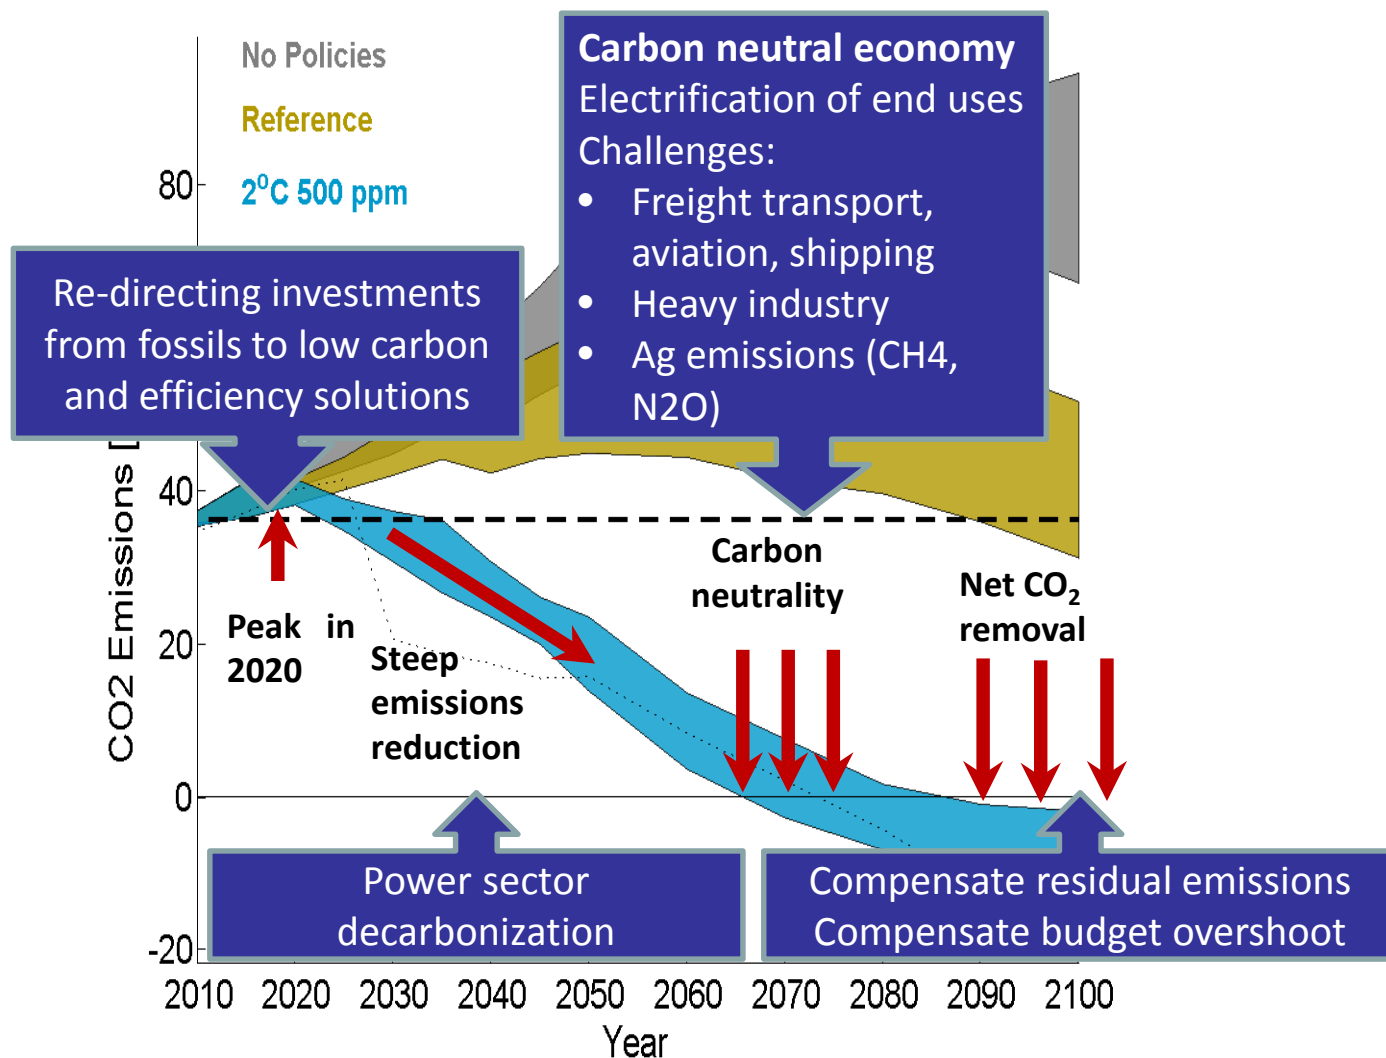 No Policies
Reference
2⁰C 500 ppm
Carbon neutral economy
Electrification of end uses
Challenges:
• Freight transport,
aviation, shipping
• Heavy industry
• Ag emissions (CH4,
N2O)
Re-directing investments
from fossils to low carbon
and efficiency solutions
80
40
20
0
-20
CO2 Emissions [
Peak in
2020
Steep
emissions
reduction
Carbon
neutrality
Net CO₂
removal
Power sector
decarbonization
Compensate residual emissions
Compensate budget overshoot
2010 2020 2030 2040 2050 2060 2070 2080 2090 2100
Year